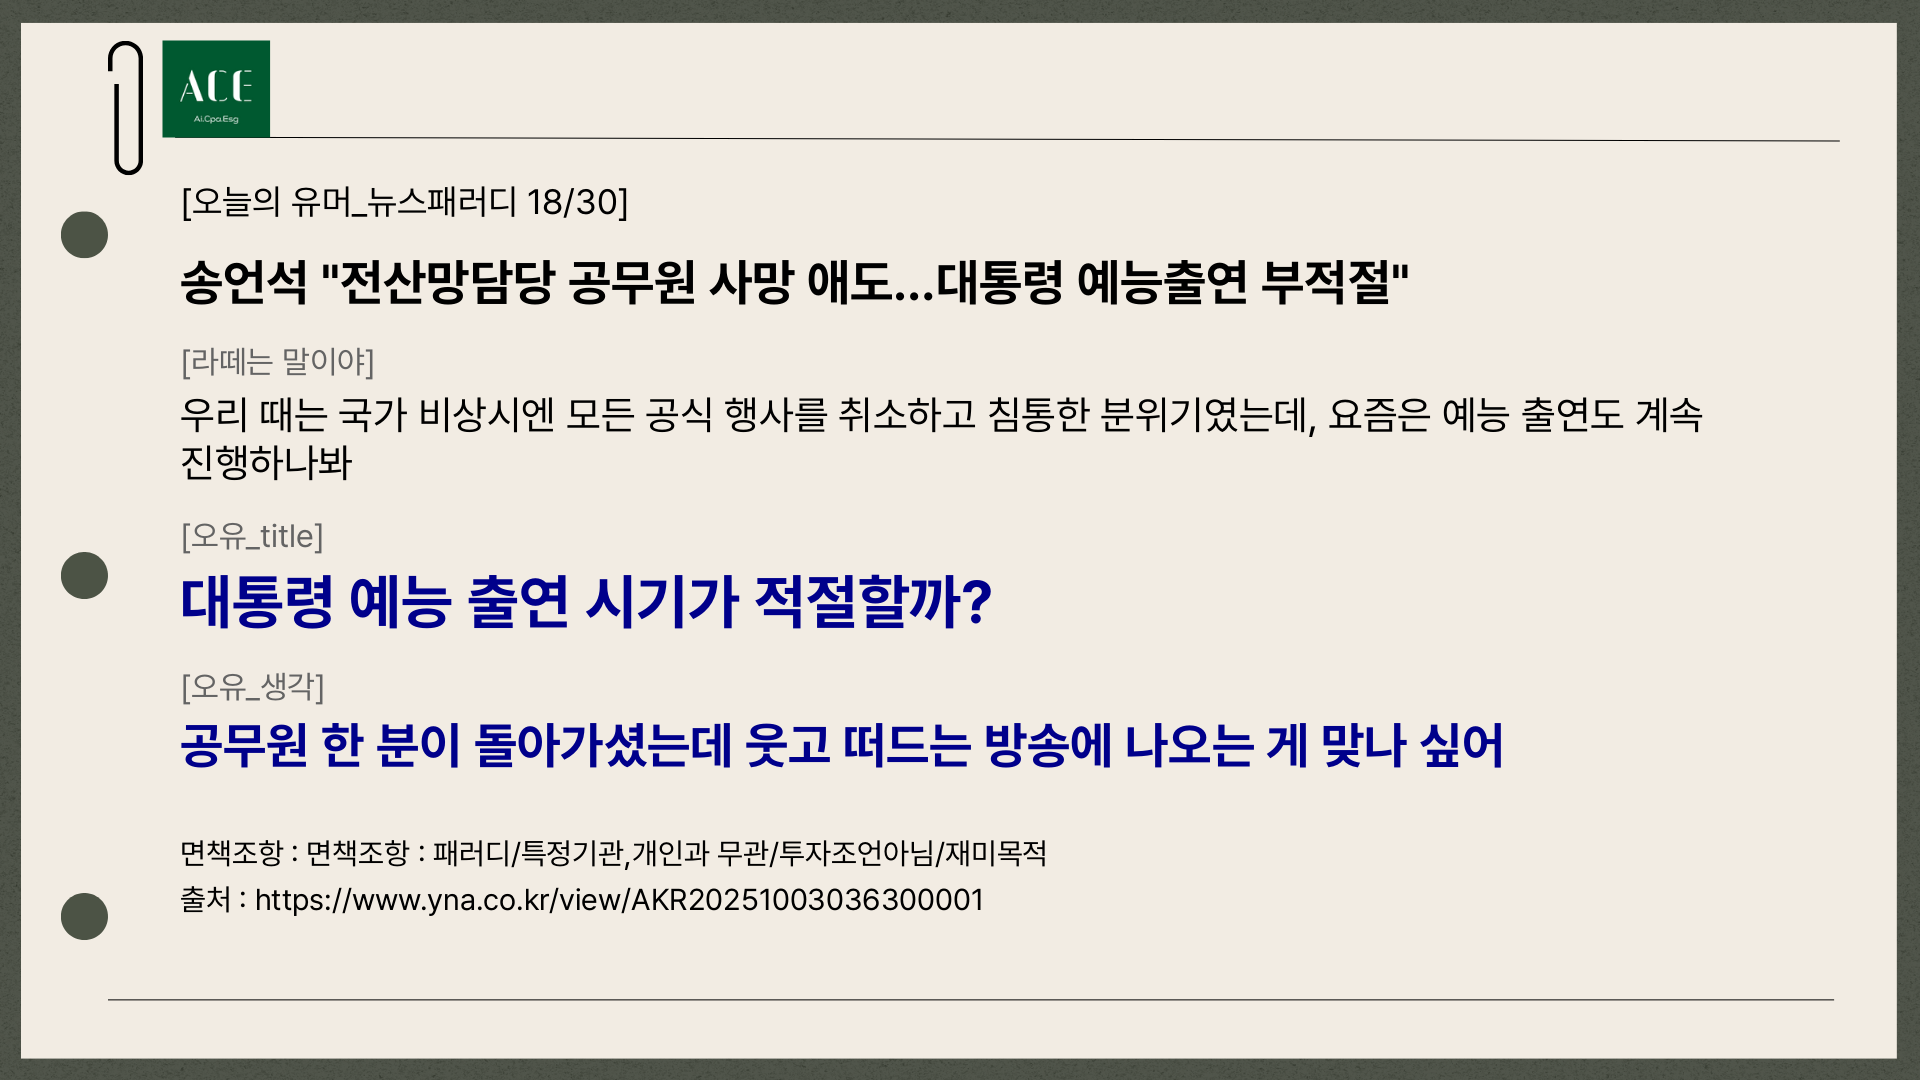 ACE
Ai.Cpa.Esg
[오늘의 유머_뉴스패러디 18/30]
송언석 "전산망담당 공무원 사망 애도...대통령 예능출연 부적절"
[라떼는 말이야]
우리 때는 국가 비상시엔 모든 공식 행사를 취소하고 침통한 분위기였는데, 요즘은 예능 출연도 계속
진행하나봐
[오유_title]
대통령 예능 출연 시기가 적절할까?
[오유_생각]
공무원 한 분이 돌아가셨는데 웃고 떠드는 방송에 나오는 게 맞나 싶어
면책조항 : 면책조항 : 패러디/특정기관,개인과 무관/투자조언아님/재미목적
출처 : https://www.yna.co.kr/view/AKR20251003036300001